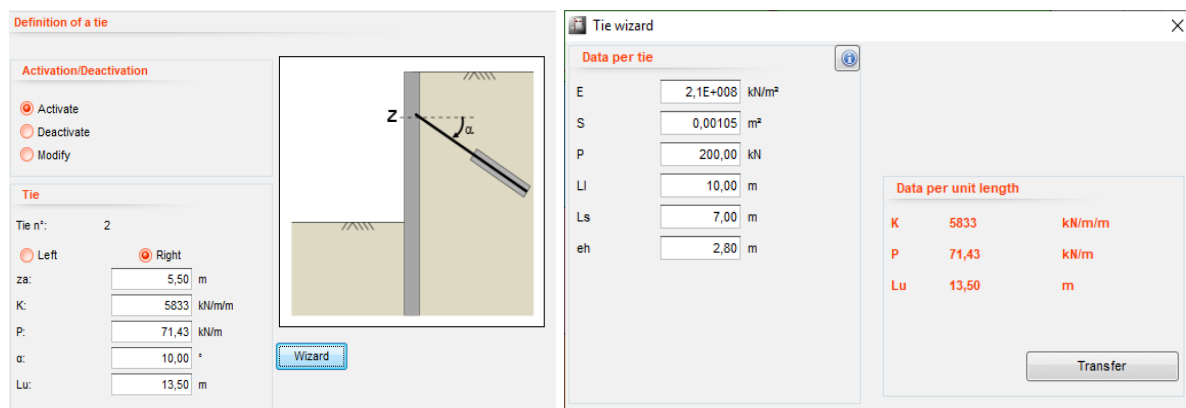 Definition of a tie
Activation/Deactivation
Activate
Deactivate
Modify
Z
α
Tie
Tie n°: 2
Left Right
za: 5,50 m
K: 5833 kN/m/m
P: 71,43 kN/m
α: 10,00 °
Lu: 13,50 m
Wizard
Tie wizard
Data per tie
E 2,1E+008 kN/m²
S 0,00105 m²
P 200,00 kN
Ll 10,00 m
Ls 7,00 m
eh 2,80 m
Data per unit length
K 5833 kN/m/m
P 71,43 kN/m
Lu 13,50 m
Transfer